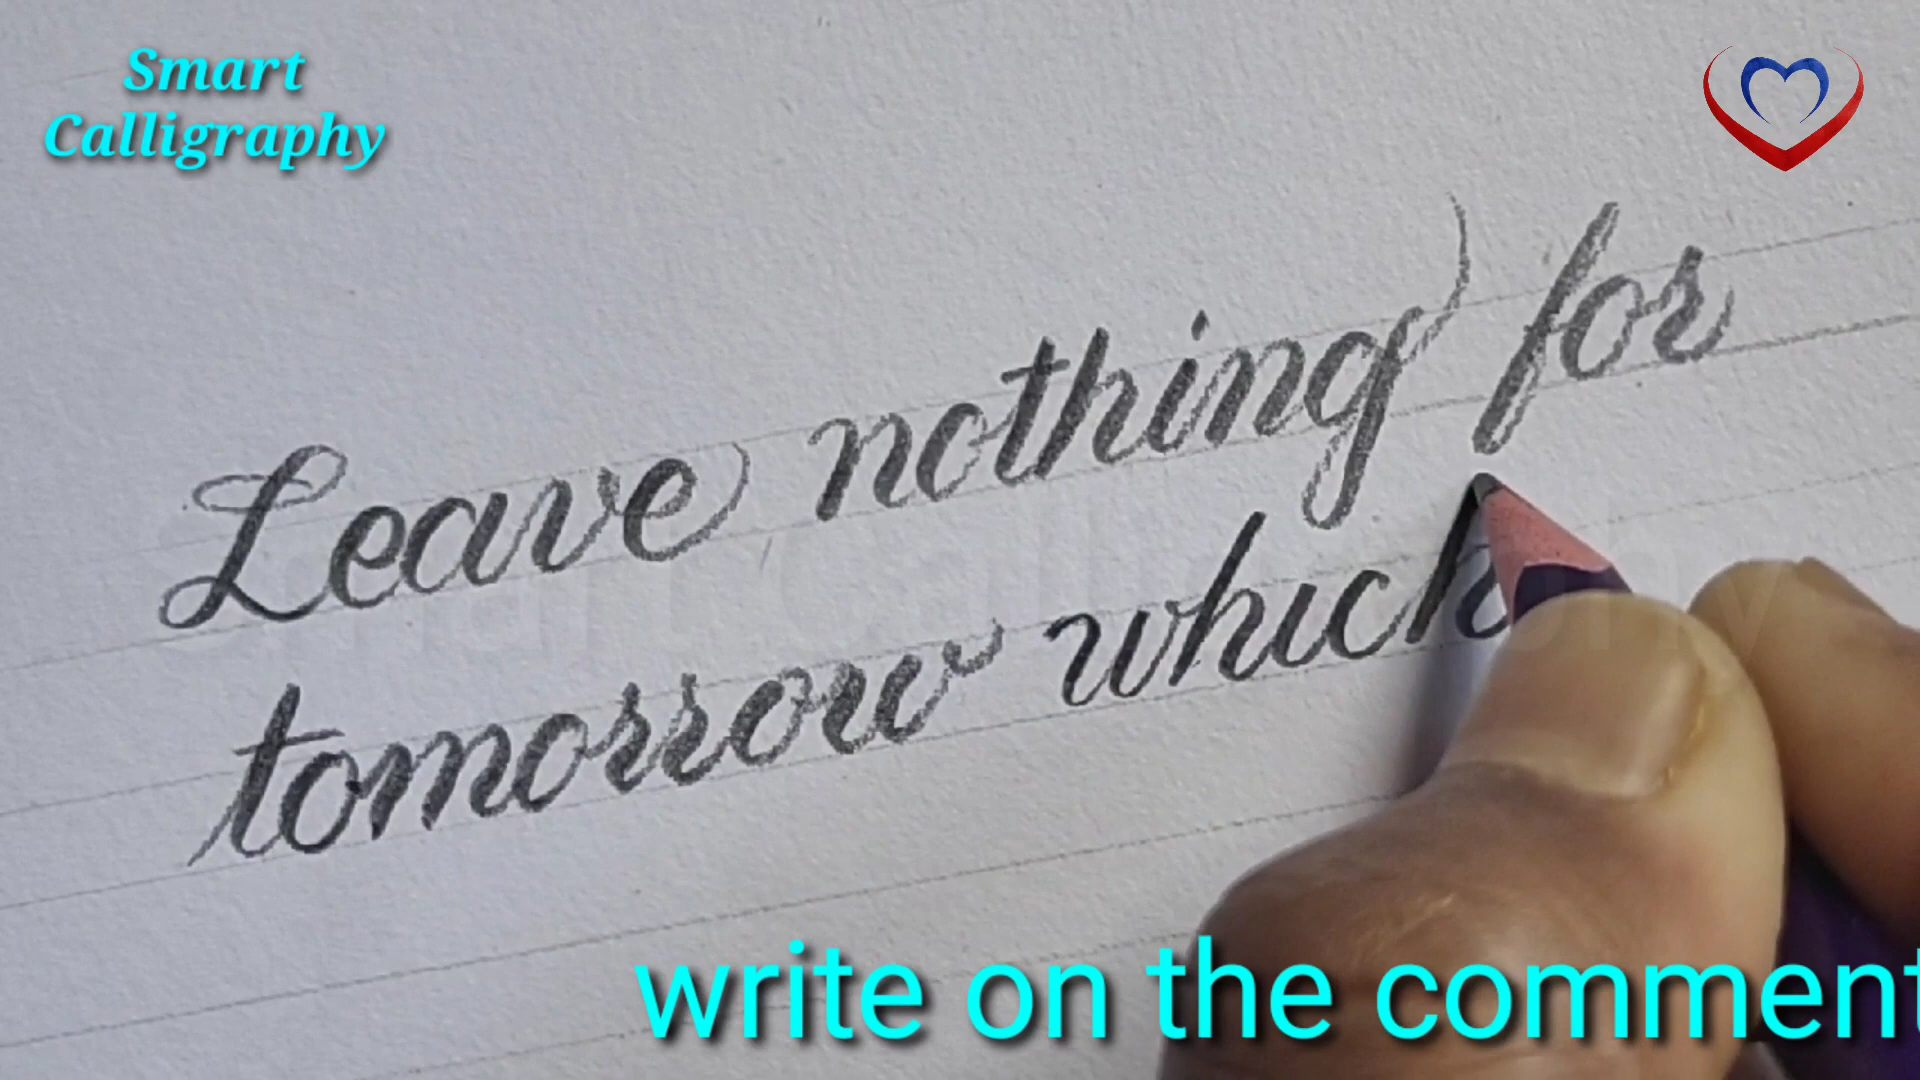 Smart
Calligraphy
Leave nothing for
tomorrow which
write on the comment